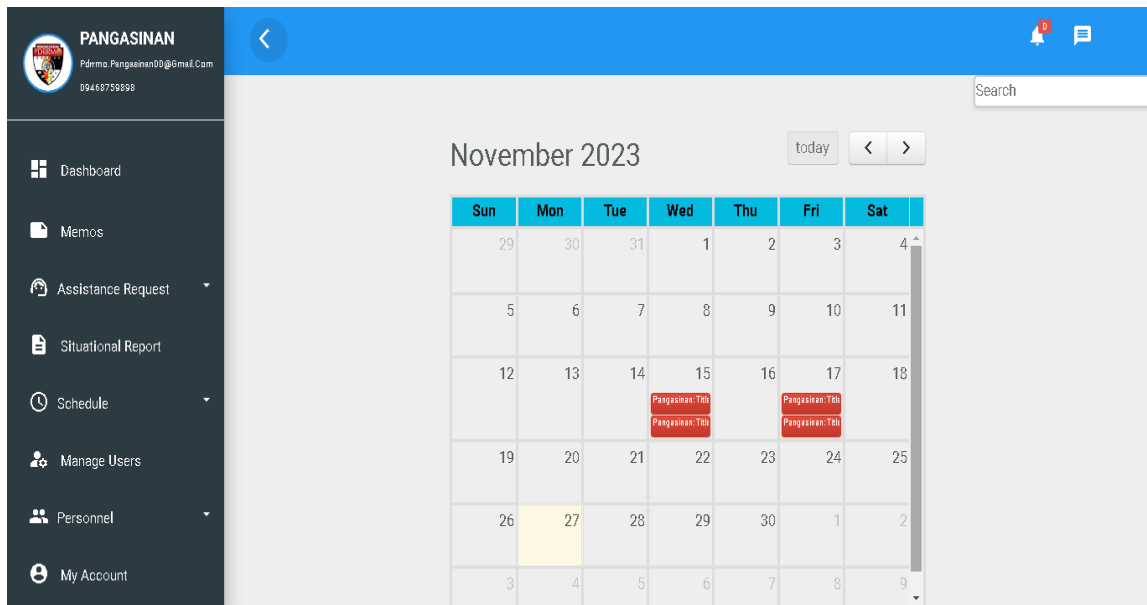 PANGASINAN
Pdrrmo.Pangasinan00@Gmail.Com
09468759898
Dashboard
Memos
Assistance Request
Situational Report
Schedule
Manage Users
Personnel
My Account
0
Search
November 2023
today
Sun Mon Tue Wed Thu Fri Sat
29 30 31 1 2 3 4
5 6 7 8 9 10 11
12 13 14 15 16 17 18
Pangasinan: Title Pangasinan: Title
Pangasinan: Title Pangasinan: Title
19 20 21 22 23 24 25
26 27 28 29 30 1 2
3 4 5 6 7 8 9